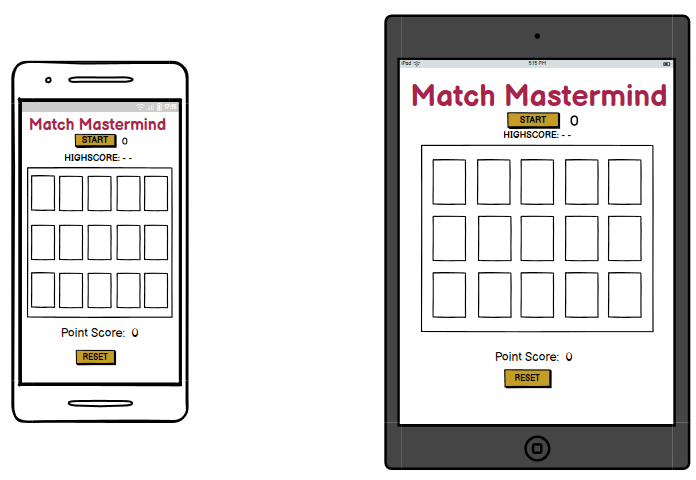 Match Mastermind
START 0
HIGHSCORE: - -
Point Score: 0
RESET
iPad 5:15 PM
Match Mastermind
START 0
HIGHSCORE: - -
Point Score: 0
RESET